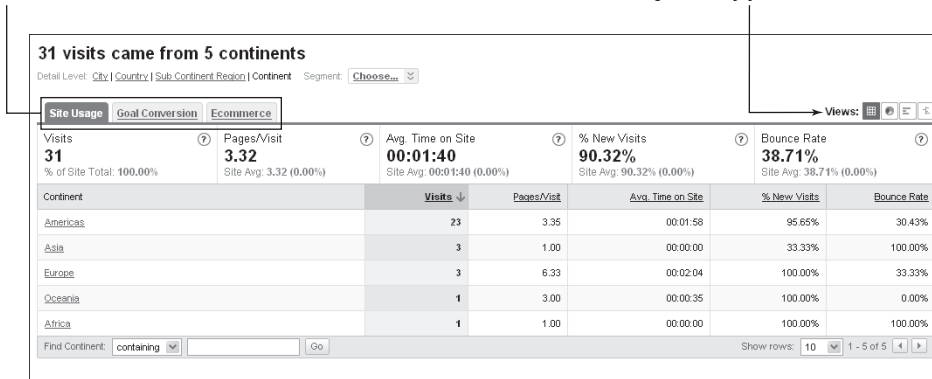 31 visits came from 5 continents
Detail Level: City | Country | Sub Continent Region | Continent Segment: Choose...
Site Usage Goal Conversion Ecommerce Views:
Visits ? Pages/Visit ? Avg. Time on Site ? % New Visits ? Bounce Rate ?
31 3.32 00:01:40 90.32% 38.71%
% of Site Total: 100.00% Site Avg: 3.32 (0.00%) Site Avg: 00:01:40 (0.00%) Site Avg: 90.32% (0.00%) Site Avg: 38.71% (0.00%)
Continent Visits Pages/Visit Avg. Time on Site % New Visits Bounce Rate
Americas 23 3.35 00:01:58 95.65% 30.43%
Asia 3 1.00 00:00:00 33.33% 100.00%
Europe 3 6.33 00:02:04 100.00% 33.33%
Oceania 1 3.00 00:00:35 100.00% 0.00%
Africa 1 1.00 00:00:00 100.00% 100.00%
Find Continent: containing Go Show rows: 10 1 - 5 of 5